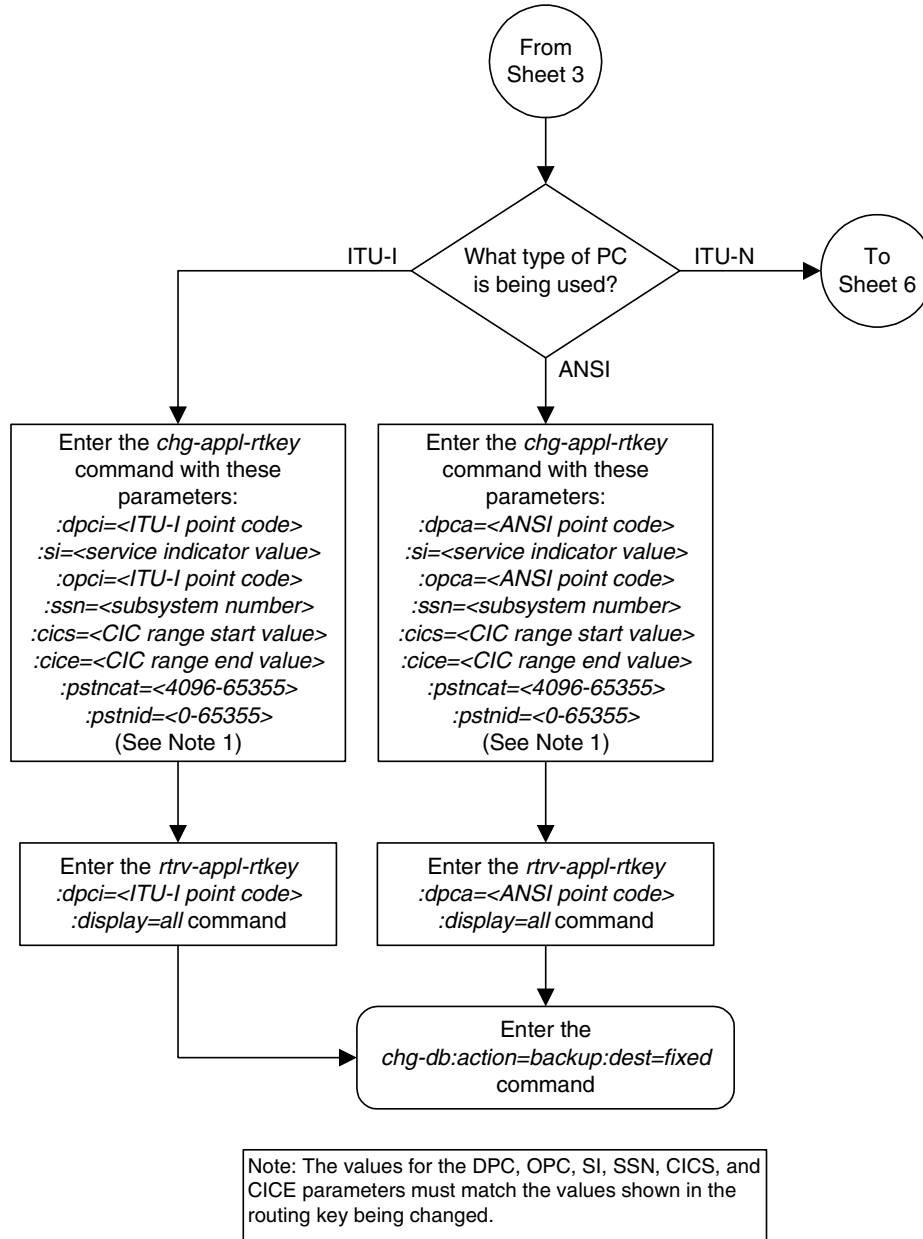 From
Sheet 3
What type of PC
is being used?
ITU-I
ITU-N
To
Sheet 6
ANSI
Enter the chg-appl-rtkey
command with these
parameters:
:dpci=<ITU-I point code>
:si=<service indicator value>
:opci=<ITU-I point code>
:ssn=<subsystem number>
:cics=<CIC range start value>
:cice=<CIC range end value>
:pstncat=<4096-65355>
:pstnid=<0-65355>
(See Note 1)
Enter the chg-appl-rtkey
command with these
parameters:
:dpca=<ANSI point code>
:si=<service indicator value>
:opca=<ANSI point code>
:ssn=<subsystem number>
:cics=<CIC range start value>
:cice=<CIC range end value>
:pstncat=<4096-65355>
:pstnid=<0-65355>
(See Note 1)
Enter the rtrv-appl-rtkey
:dpci=<ITU-I point code>
:display=all command
Enter the rtrv-appl-rtkey
:dpca=<ANSI point code>
:display=all command
Enter the
chg-db:action=backup:dest=fixed
command
Note: The values for the DPC, OPC, SI, SSN, CICS, and
CICE parameters must match the values shown in the
routing key being changed.